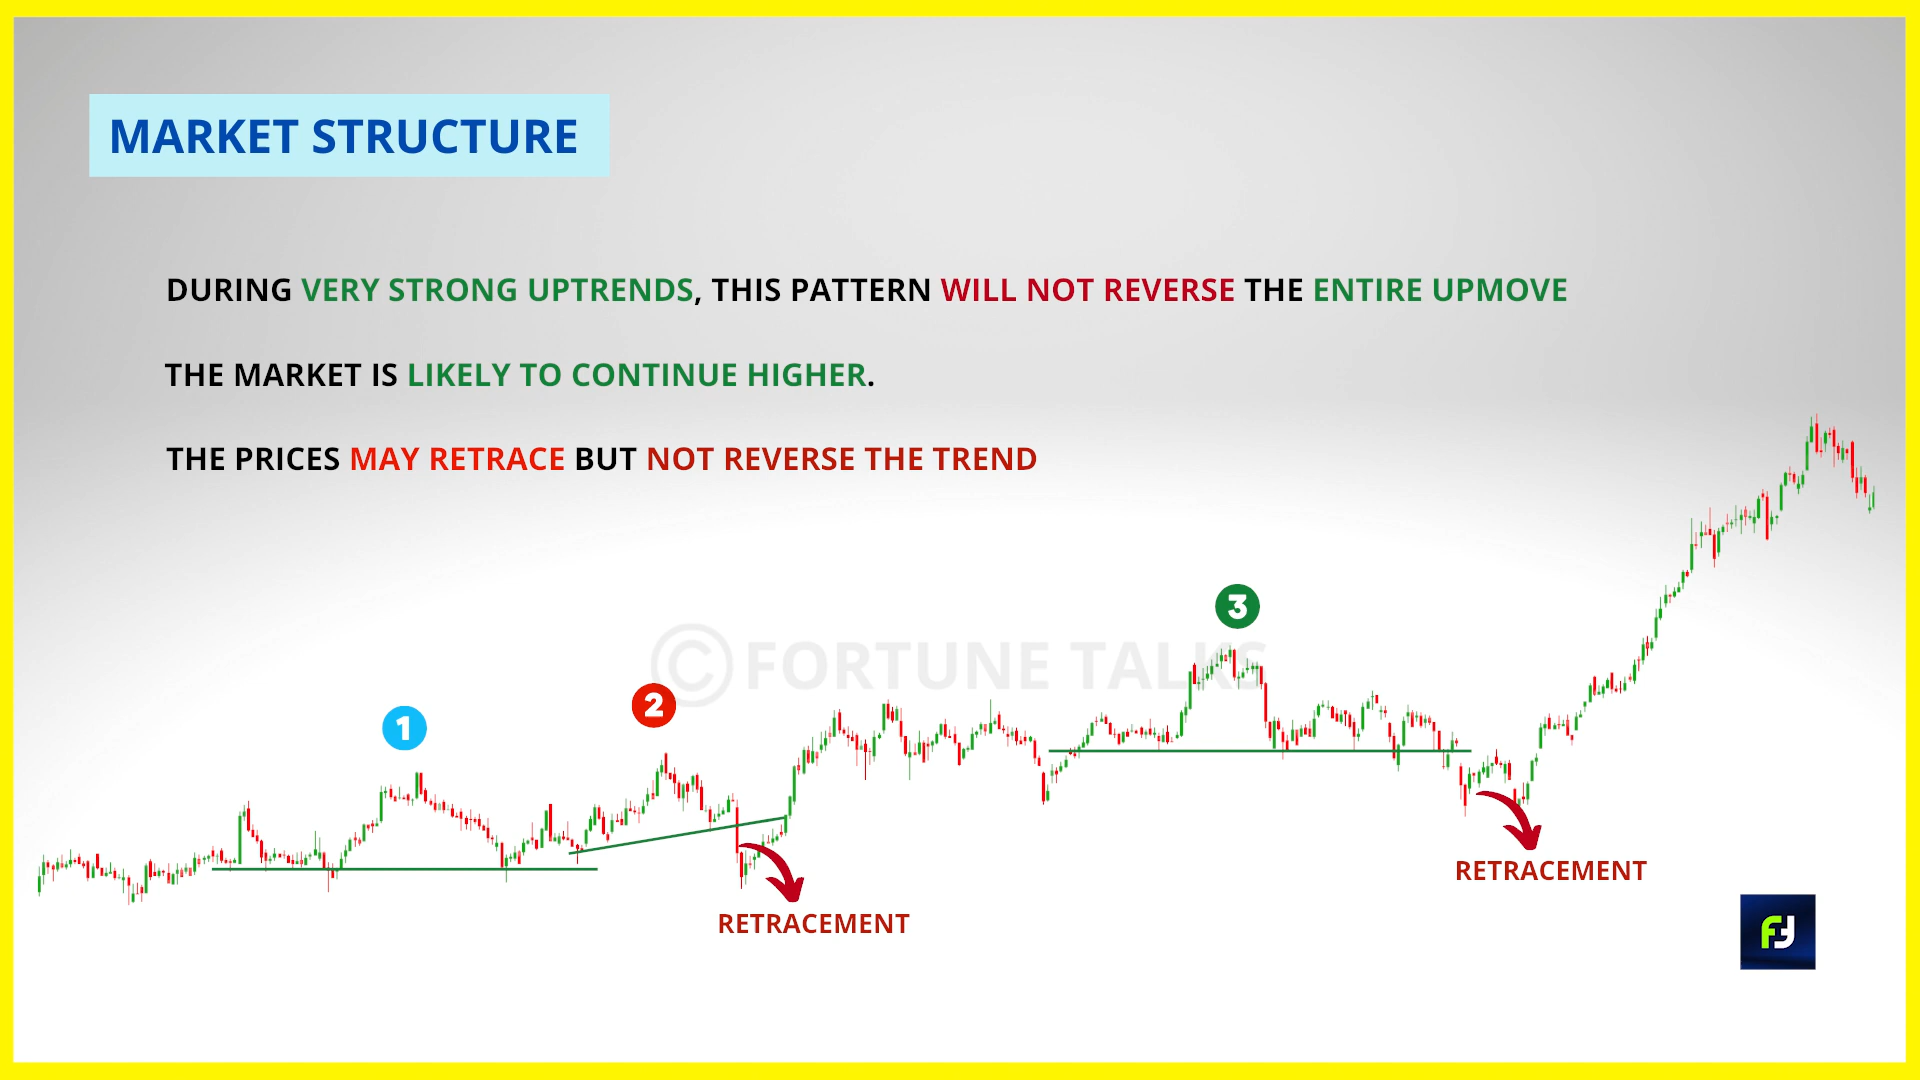 MARKET STRUCTURE
DURING VERY STRONG UPTRENDS, THIS PATTERN WILL NOT REVERSE THE ENTIRE UPMOVE
THE MARKET IS LIKELY TO CONTINUE HIGHER.
THE PRICES MAY RETRACE BUT NOT REVERSE THE TREND
3
© FORTUNE TALKS
2
1
RETRACEMENT
RETRACEMENT